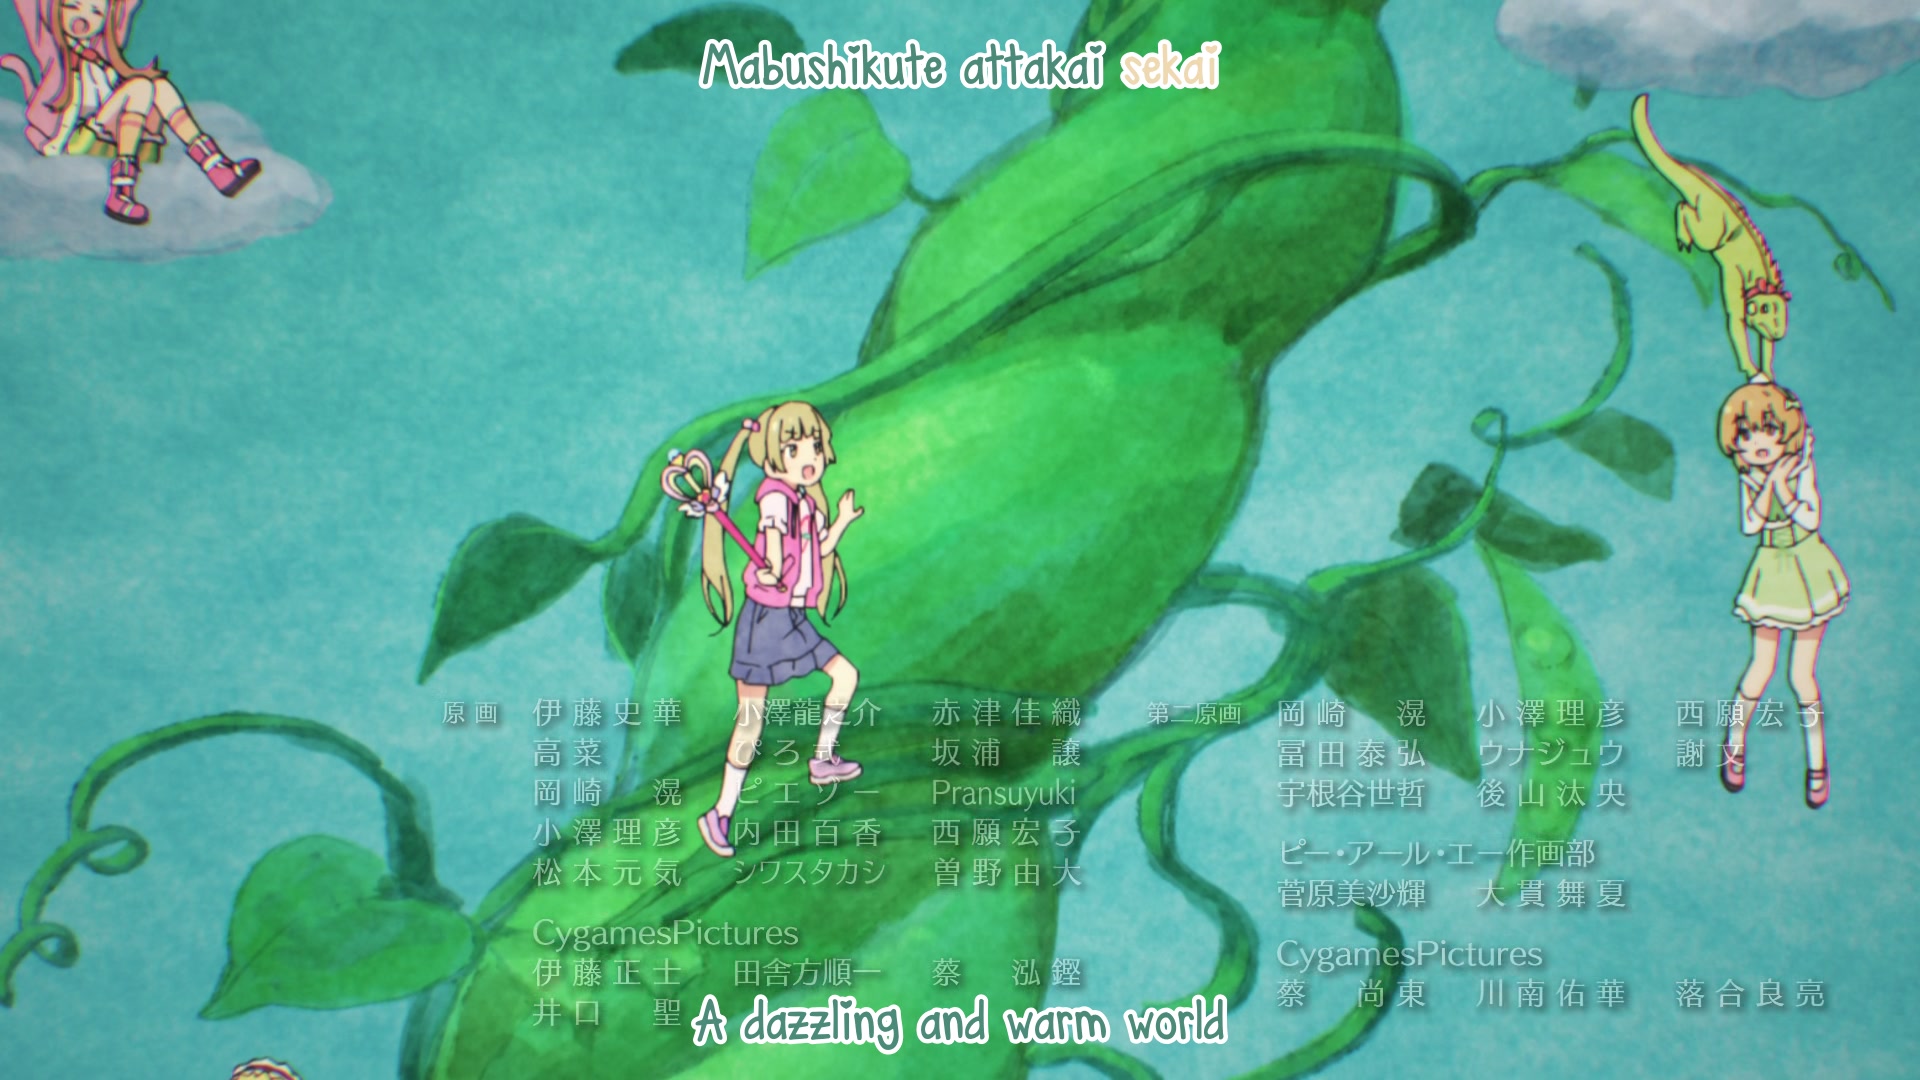 Mabushikute attakai sekai
原画 伊藤史華 小澤龍之介 赤津佳織
高菜 ぴろ式 坂浦 譲
岡崎 滉 ピエゾー Pransuyuki
小澤理彦 内田百香 西願宏子
松本元気 シワスタカシ 曽野由大
CygamesPictures
伊藤正士 田舎方順一 蔡 泓鏗
井口 聖
第二原画 岡崎 滉 小澤理彦 西願宏子
冨田泰弘 ウナジュウ 謝文
宇根谷世哲 後山汰央
ピー・アール・エー作画部
菅原美沙輝 大貫舞夏
CygamesPictures
蔡 尚東 川南佑華 落合良亮
A dazzling and warm world